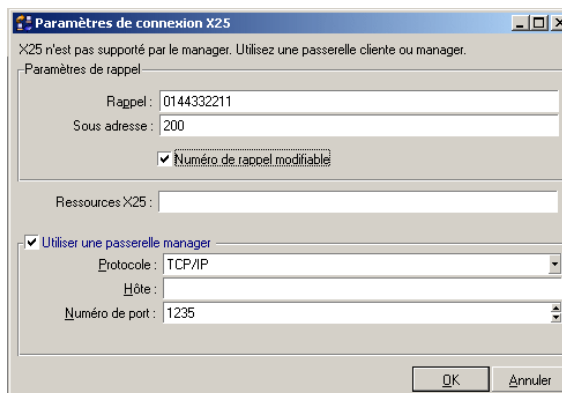 Paramètres de connexion X25
X25 n'est pas supporté par le manager. Utilisez une passerelle cliente ou manager.
Paramètres de rappel
Rappel : 0144332211
Sous adresse : 200
Numéro de rappel modifiable
Ressources X25 :
Utiliser une passerelle manager
Protocole : TCP/IP
Hôte :
Numéro de port : 1235
OK Annuler